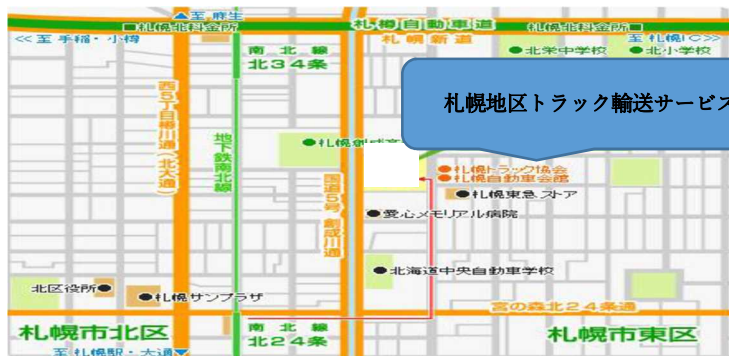 ▲至 麻生
■札幌北料金所
札樽自動車道
札幌北料金所■
<< 至 手稲・小樽
札幌新道
至 札幌IC>>
南北線
北34条
●北栄中学校
●北小学校
札幌地区トラック輸送サービス
西5丁目樽川通(北大通)
地下鉄南北線
●札幌創成高
国道5号 創成川通
●札幌トラック協会
●札幌自動車会館
●札幌東急ストア
●愛心メモリアル病院
●北海道中央自動車学校
北区役所●
●札幌サンプラザ
宮の森北24条通
札幌市北区
南北線
北24条
札幌市東区
至 札幌駅・大通▼